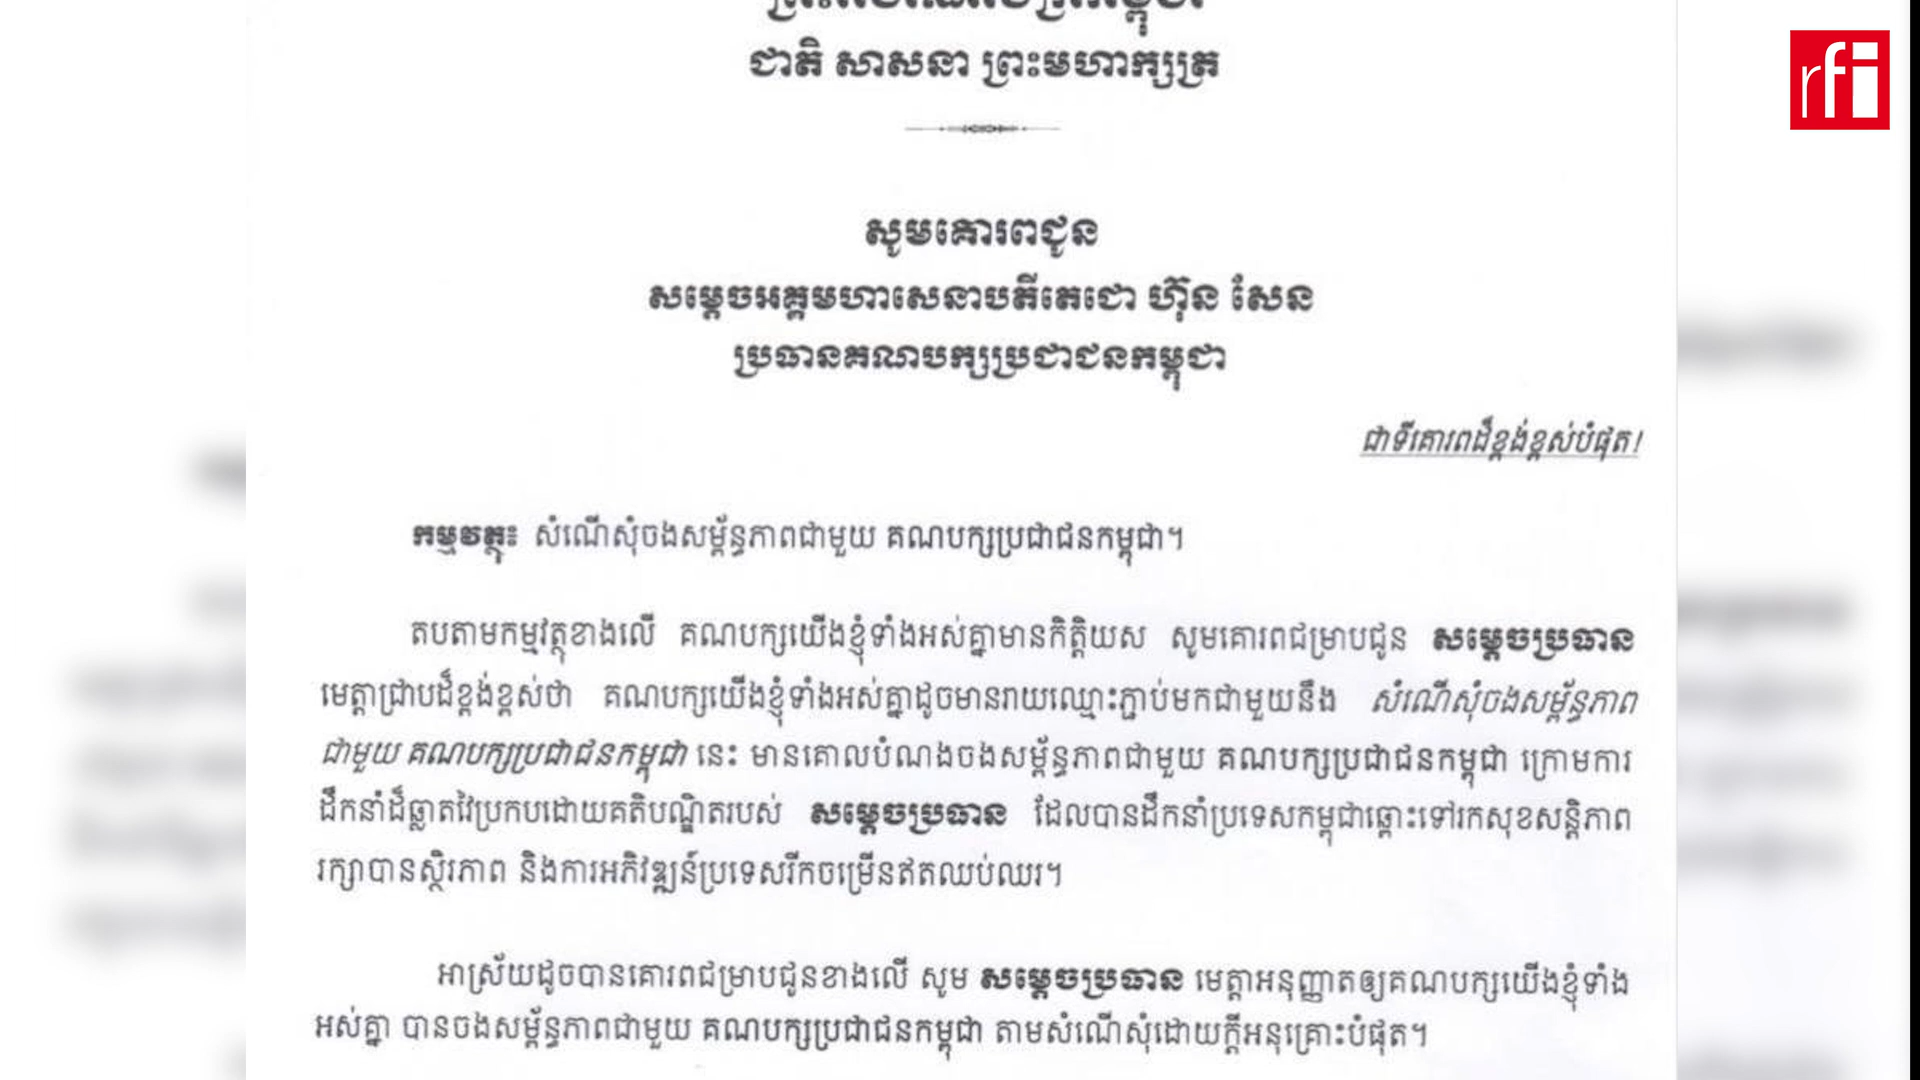 ព្រះរាជាណាចក្រកម្ពុជា
rfi
ជាតិ សាសនា ព្រះមហាក្សត្រ
សូមគោរពជូន
សម្តេចអគ្គមហាសេនាបតីតេជោ ហ៊ុន សែន
ប្រធានគណបក្សប្រជាជនកម្ពុជា
ជាទីគោរពដ៏ខ្ពង់ខ្ពស់បំផុត!
កម្មវត្ថុ៖ សំណើសុំចងសម្ព័ន្ធភាពជាមួយ គណបក្សប្រជាជនកម្ពុជា។
តបតាមកម្មវត្ថុខាងលើ គណបក្សយើងខ្ញុំទាំងអស់គ្នាមានកិត្តិយស សូមគោរពជម្រាបជូន សម្តេចប្រធាន
មេត្តាជ្រាបដ៏ខ្ពង់ខ្ពស់ថា គណបក្សយើងខ្ញុំទាំងអស់គ្នាដូចមានរាយឈ្មោះភ្ជាប់មកជាមួយនឹង សំណើសុំចងសម្ព័ន្ធភាព
ជាមួយ គណបក្សប្រជាជនកម្ពុជា នេះ មានគោលបំណងចងសម្ព័ន្ធភាពជាមួយ គណបក្សប្រជាជនកម្ពុជា ក្រោមការ
ដឹកនាំដ៏ឆ្លាតវៃប្រកបដោយគតិបណ្ឌិតរបស់ សម្តេចប្រធាន ដែលបានដឹកនាំប្រទេសកម្ពុជាឆ្ពោះទៅរកសុខសន្តិភាព
រក្សាបានស្ថិរភាព និងការអភិវឌ្ឍន៍ប្រទេសរីកចម្រើនឥតឈប់ឈរ។
អាស្រ័យដូចបានគោរពជម្រាបជូនខាងលើ សូម សម្តេចប្រធាន មេត្តាអនុញ្ញាតឲ្យគណបក្សយើងខ្ញុំទាំង
អស់គ្នា បានចងសម្ព័ន្ធភាពជាមួយ គណបក្សប្រជាជនកម្ពុជា តាមសំណើសុំដោយក្តីអនុគ្រោះបំផុត។